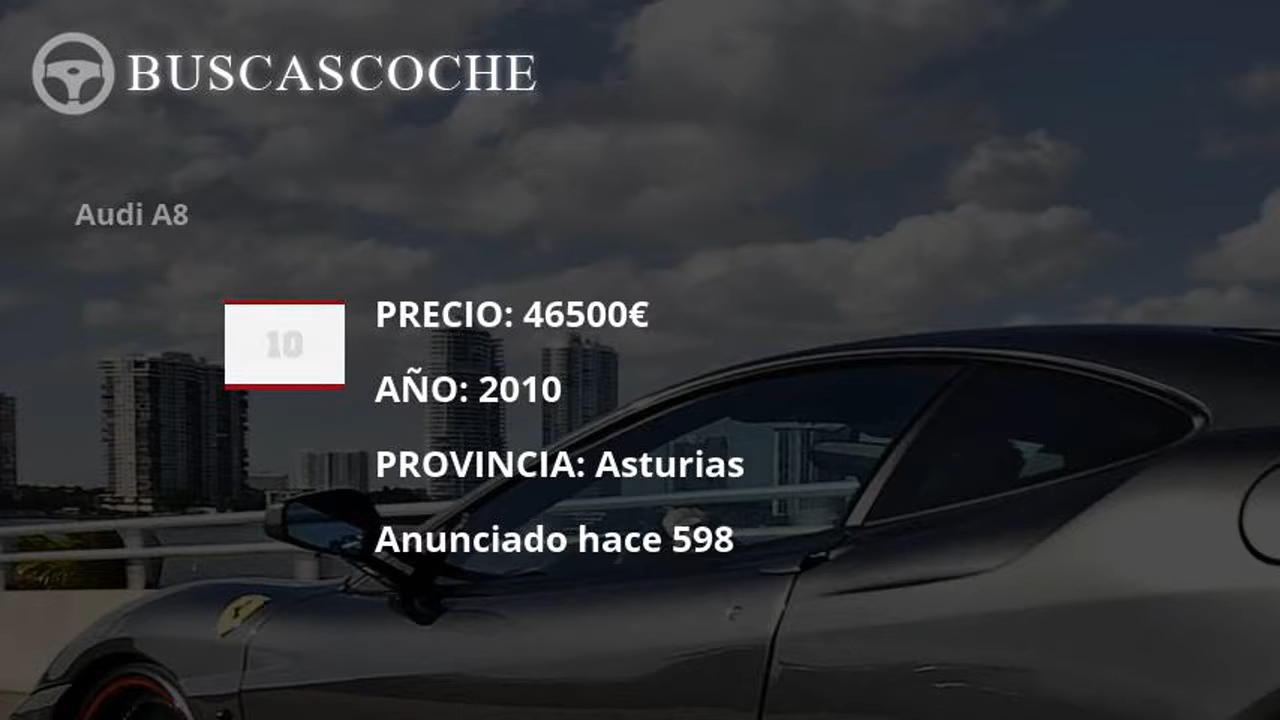 BUSCASCOCHE
Audi A8
10
PRECIO: 46500€
AÑO: 2010
PROVINCIA: Asturias
Anunciado hace 598